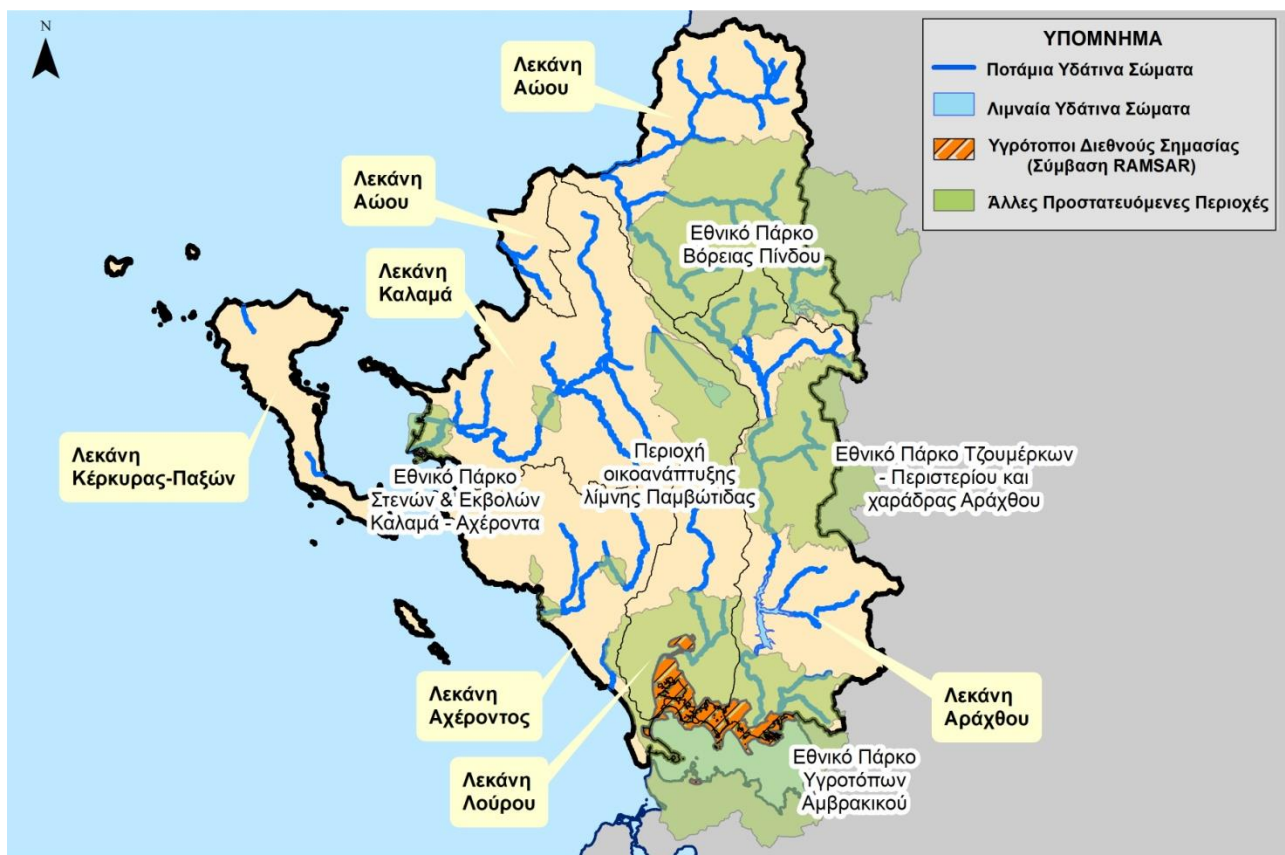 N
ΥΠΟΜΝΗΜΑ
Ποτάμια Υδάτινα Σώματα
Λιμναία Υδάτινα Σώματα
Υγρότοποι Διεθνούς Σημασίας
(Σύμβαση RAMSAR)
Άλλες Προστατευόμενες Περιοχές
Λεκάνη
Αώου
Λεκάνη
Αώου
Εθνικό Πάρκο
Βόρειας Πίνδου
Λεκάνη
Καλαμά
Λεκάνη
Κέρκυρας-Παξών
Εθνικό Πάρκο
Στενών & Εκβολών
Καλαμά - Αχέροντα
Περιοχή
οικοανάπτυξης
λίμνης Παμβώτιδας
Εθνικό Πάρκο Τζουμέρκων
- Περιστερίου και
χαράδρας Αράχθου
Λεκάνη
Αχέροντος
Λεκάνη
Αράχθου
Λεκάνη
Λούρου
Εθνικό Πάρκο
Υγροτόπων
Αμβρακικού